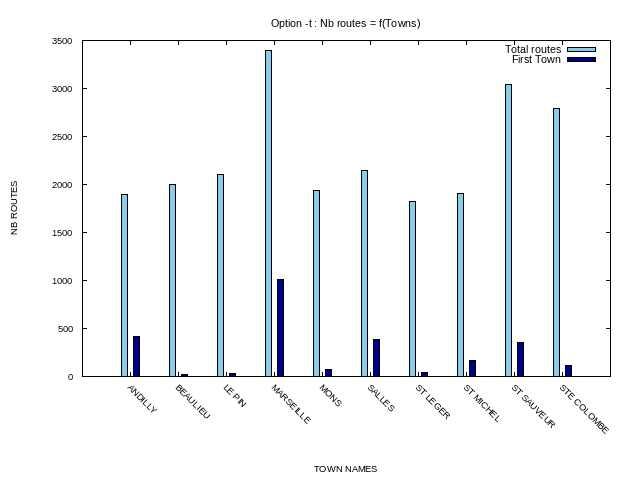 Option -t : Nb routes = f(Towns)
Total routes
First Town
3500
3000
2500
2000
1500
1000
500
0
NB ROUTES
ANDILLY
BEAULIEU
LE PIN
MARSEILLE
MONS
SALLES
ST LEGER
ST MICHEL
ST SAUVEUR
STE COLOMBE
TOWN NAMES